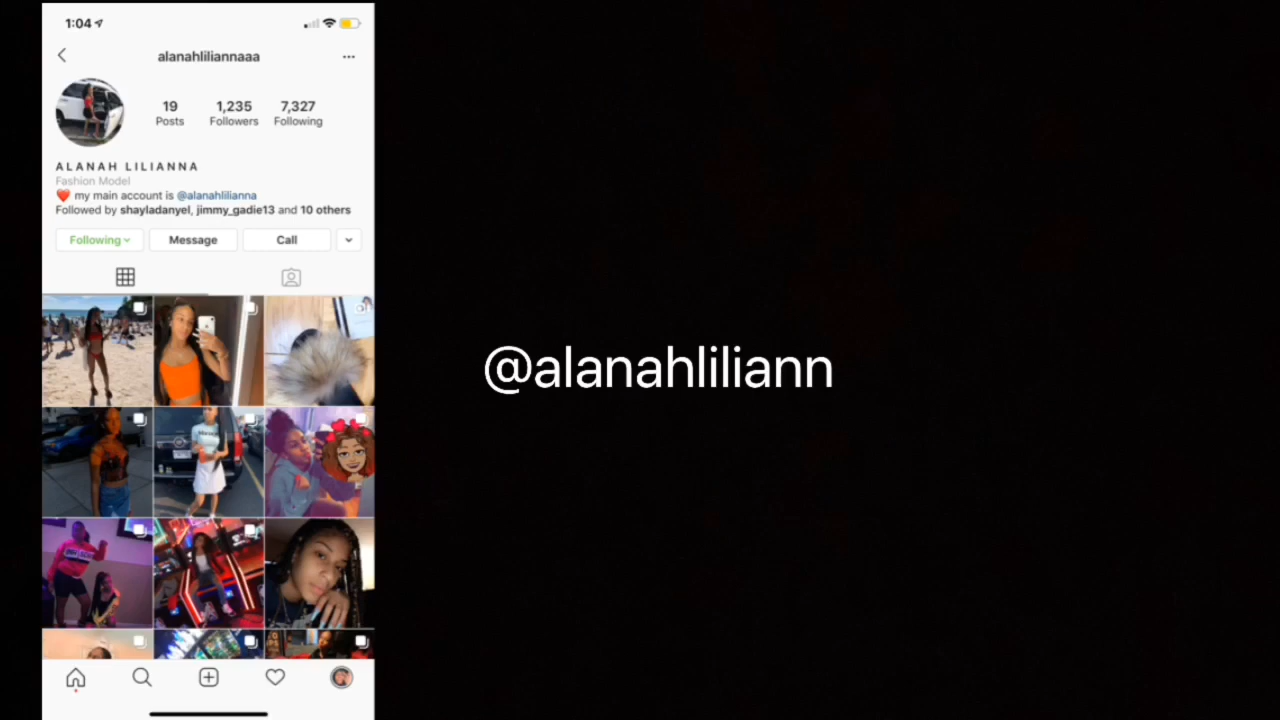 1:04
alanahliliannaaa
19 1,235 7,327
Posts Followers Following
ALANAH LILIANNA
Fashion Model
❤️ my main account is @alanahlilianna
Followed by shayladanyel, jimmy_gadie13 and 10 others
Following Message Call
@alanahliliann